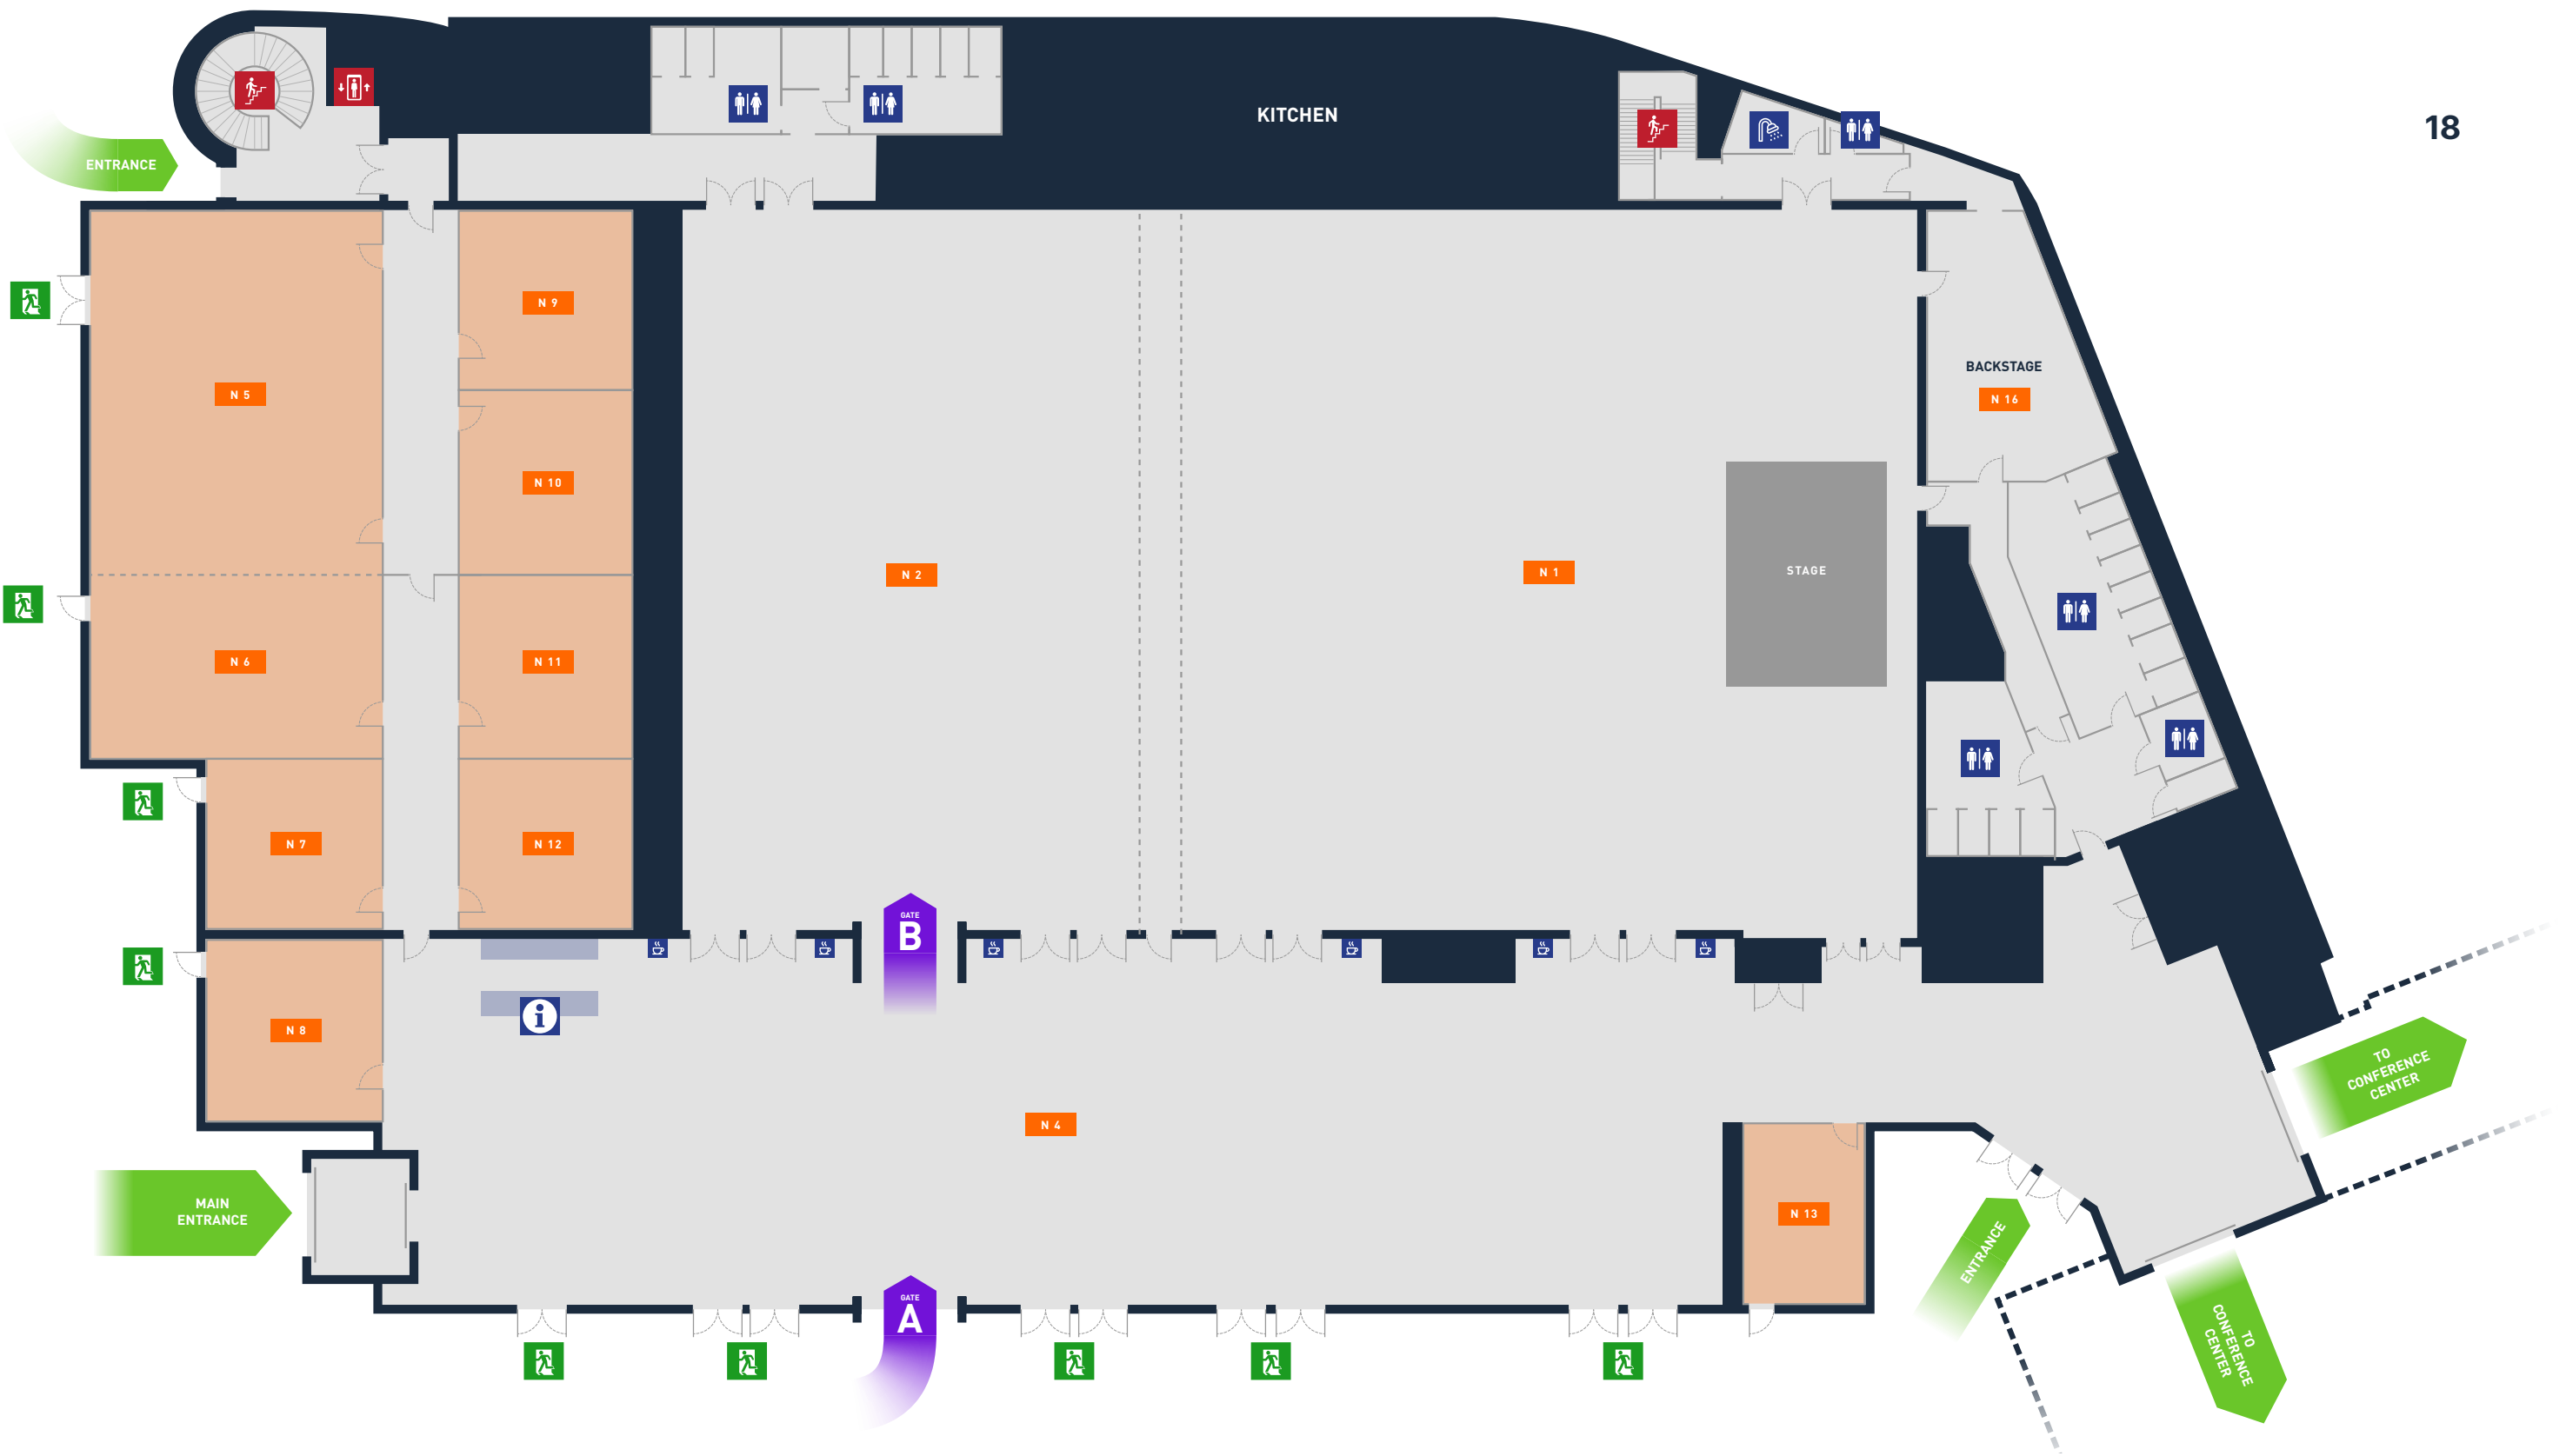 KITCHEN
18
ENTRANCE
N 9
BACKSTAGE
N 5
N 16
N 10
N 2
N 1
STAGE
N 6
N 11
N 7
N 12
GATE
B
i
N 8
TO
CONFERENCE
CENTER
N 4
MAIN
ENTRANCE
N 13
ENTRANCE
GATE
A
TO
CONFERENCE
CENTER